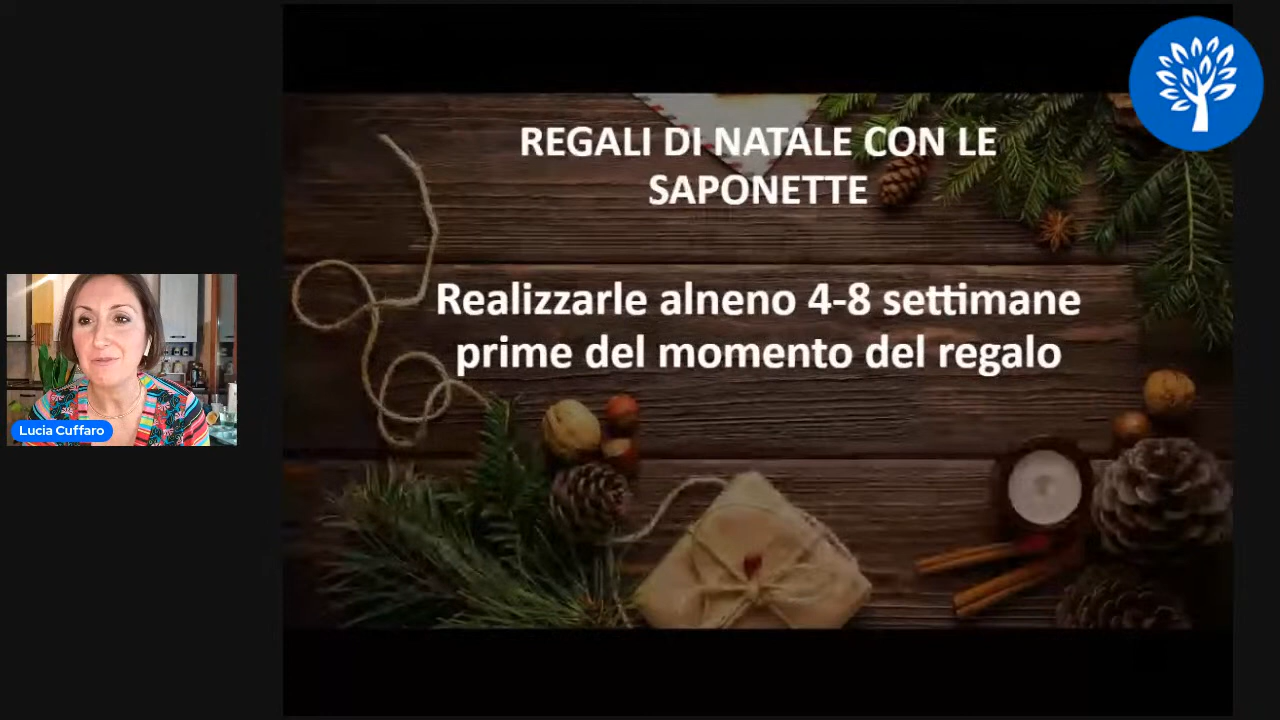 REGALI DI NATALE CON LE
SAPONETTE
Realizzarle alneno 4-8 settimane
prime del momento del regalo
Lucia Cuffaro